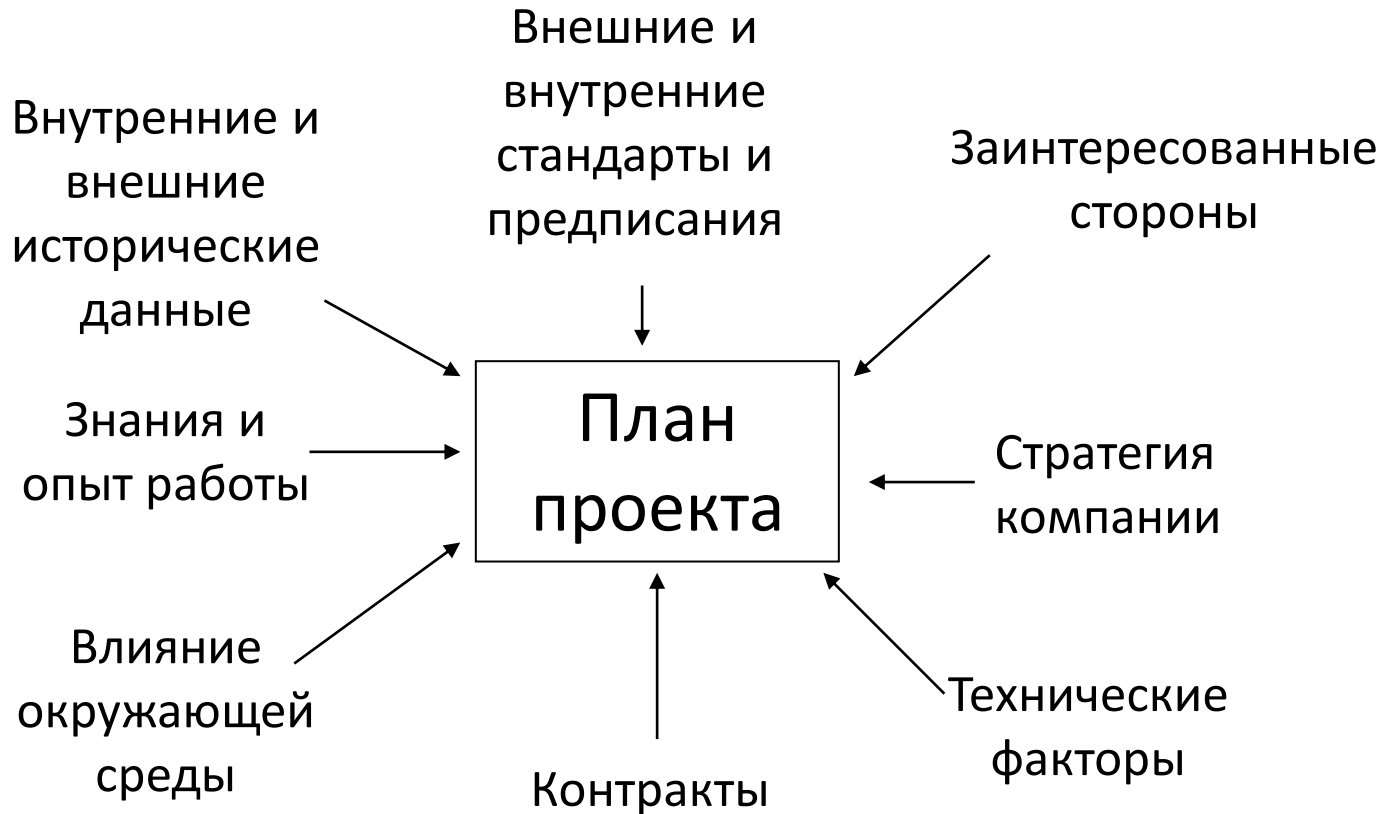 Внешние и
внутренние
стандарты и
предписания
Внутренние и
внешние
исторические
данные
Заинтересованные
стороны
План
проекта
Знания и
опыт работы
Стратегия
компании
Влияние
окружающей
среды
Контракты
Технические
факторы